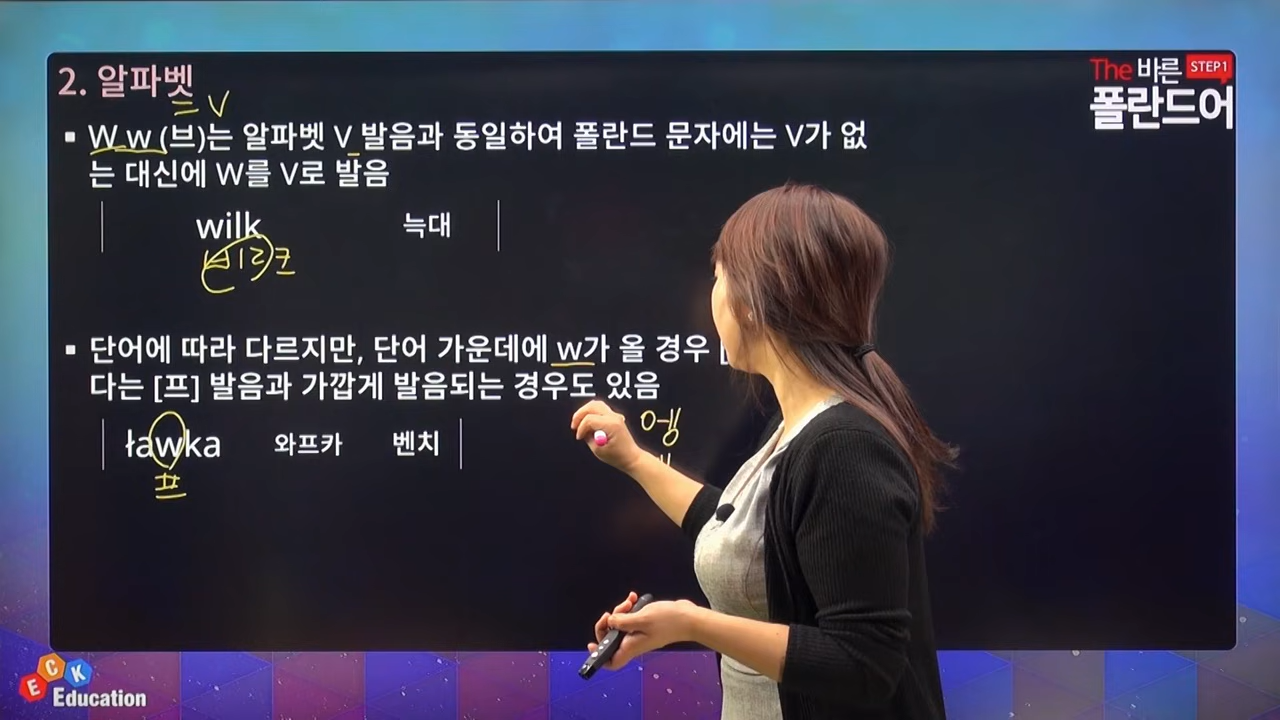 2. 알파벳
The 바른 STEP1
폴란드어
= V
W w (브)는 알파벳 V 발음과 동일하여 폴란드 문자에는 V가 없
는 대신에 W를 V로 발음
wilk 늑대
크
단어에 따라 다르지만, 단어 가운데에 w가 올 경우 [
다는 [프] 발음과 가깝게 발음되는 경우도 있음
엥
ławka 와프카 벤치
프
ECK
Education